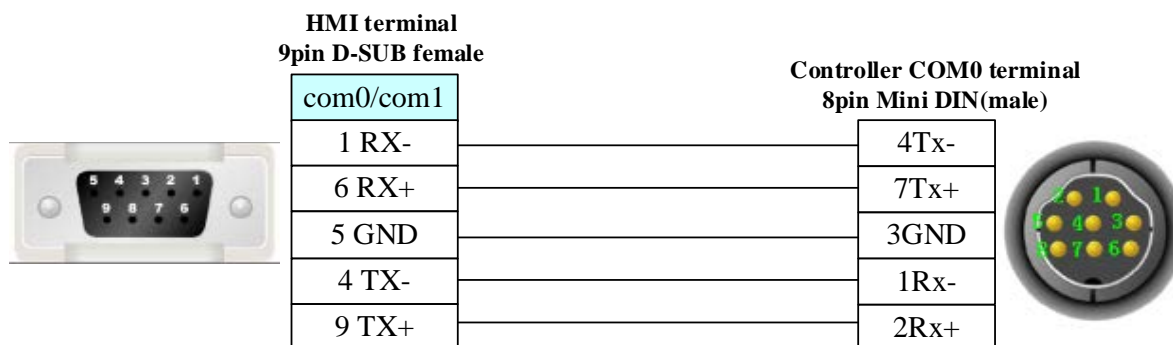 HMI terminal
9pin D-SUB female
Controller COM0 terminal
8pin Mini DIN(male)
com0/com1
1 RX-
4Tx-
6 RX+
7Tx+
5 GND
3GND
4 TX-
1Rx-
9 TX+
2Rx+
5 4 3 2 1
9 8 7 6
2 1
5 4 3
8 7 6